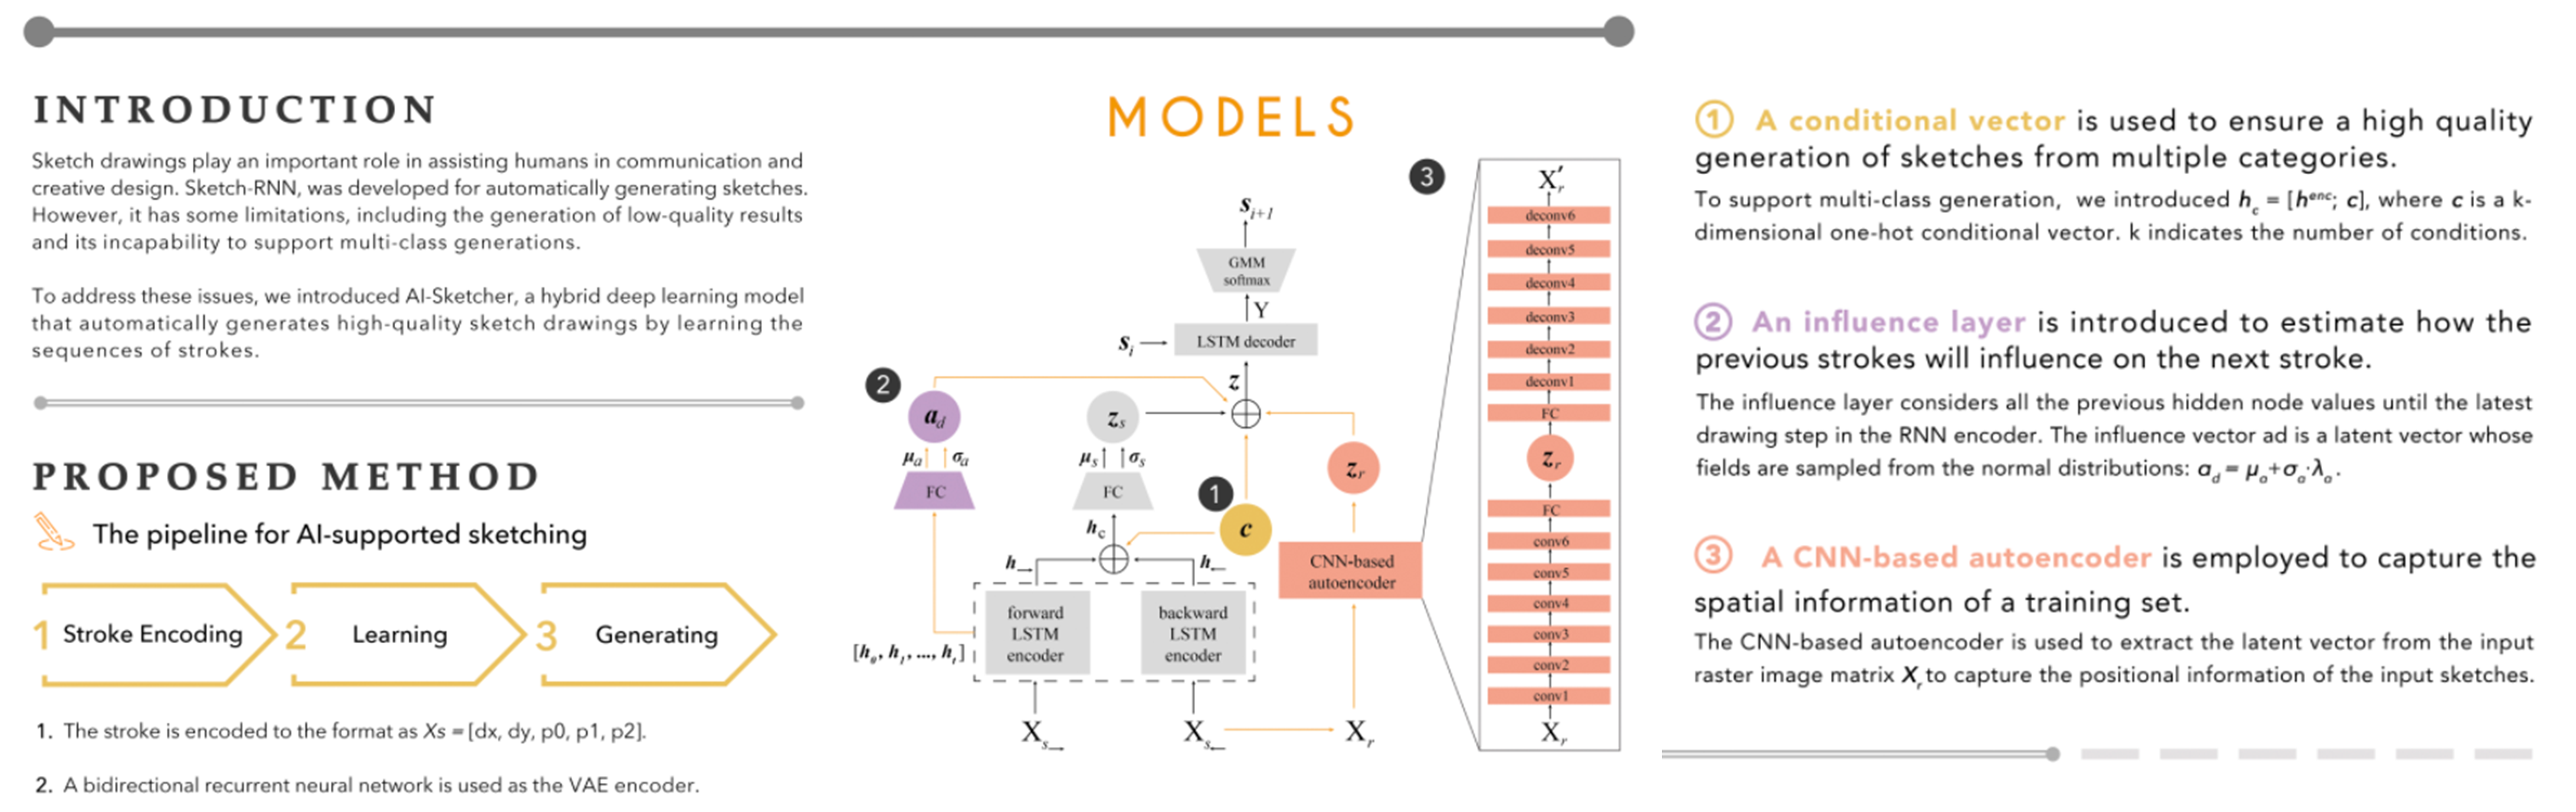 INTRODUCTION
Sketch drawings play an important role in assisting humans in communication and
creative design. Sketch-RNN, was developed for automatically generating sketches.
However, it has some limitations, including the generation of low-quality results
and its incapability to support multi-class generations.
To address these issues, we introduced AI-Sketcher, a hybrid deep learning model
that automatically generates high-quality sketch drawings by learning the
sequences of strokes.
PROPOSED METHOD
The pipeline for AI-supported sketching
1 Stroke Encoding 2 Learning 3 Generating
1. The stroke is encoded to the format as Xs = [dx, dy, p0, p1, p2].
2. A bidirectional recurrent neural network is used as the VAE encoder.
MODELS
S_{i+1}
GMM
softmax
Y
S_i → LSTM decoder
z
2
a_d
z_s
⊕
μ_a σ_a
μ_s σ_s
z_r
FC
FC
1
h_c
c
h_→
⊕
h_←
CNN-based
autoencoder
forward
LSTM
encoder
backward
LSTM
encoder
[h_0, h_1, ..., h_t]
X_{s→}
X_{s←}
X_r
3
X'_r
deconv6
deconv5
deconv4
deconv3
deconv2
deconv1
FC
z_r
FC
conv6
conv5
conv4
conv3
conv2
conv1
X_r
1 A conditional vector is used to ensure a high quality
generation of sketches from multiple categories.
To support multi-class generation, we introduced h_c = [h^{enc}; c], where c is a k-
dimensional one-hot conditional vector. k indicates the number of conditions.
2 An influence layer is introduced to estimate how the
previous strokes will influence on the next stroke.
The influence layer considers all the previous hidden node values until the latest
drawing step in the RNN encoder. The influence vector ad is a latent vector whose
fields are sampled from the normal distributions: a_d = μ_a+σ_a·λ_a.
3 A CNN-based autoencoder is employed to capture the
spatial information of a training set.
The CNN-based autoencoder is used to extract the latent vector from the input
raster image matrix X_r to capture the positional information of the input sketches.